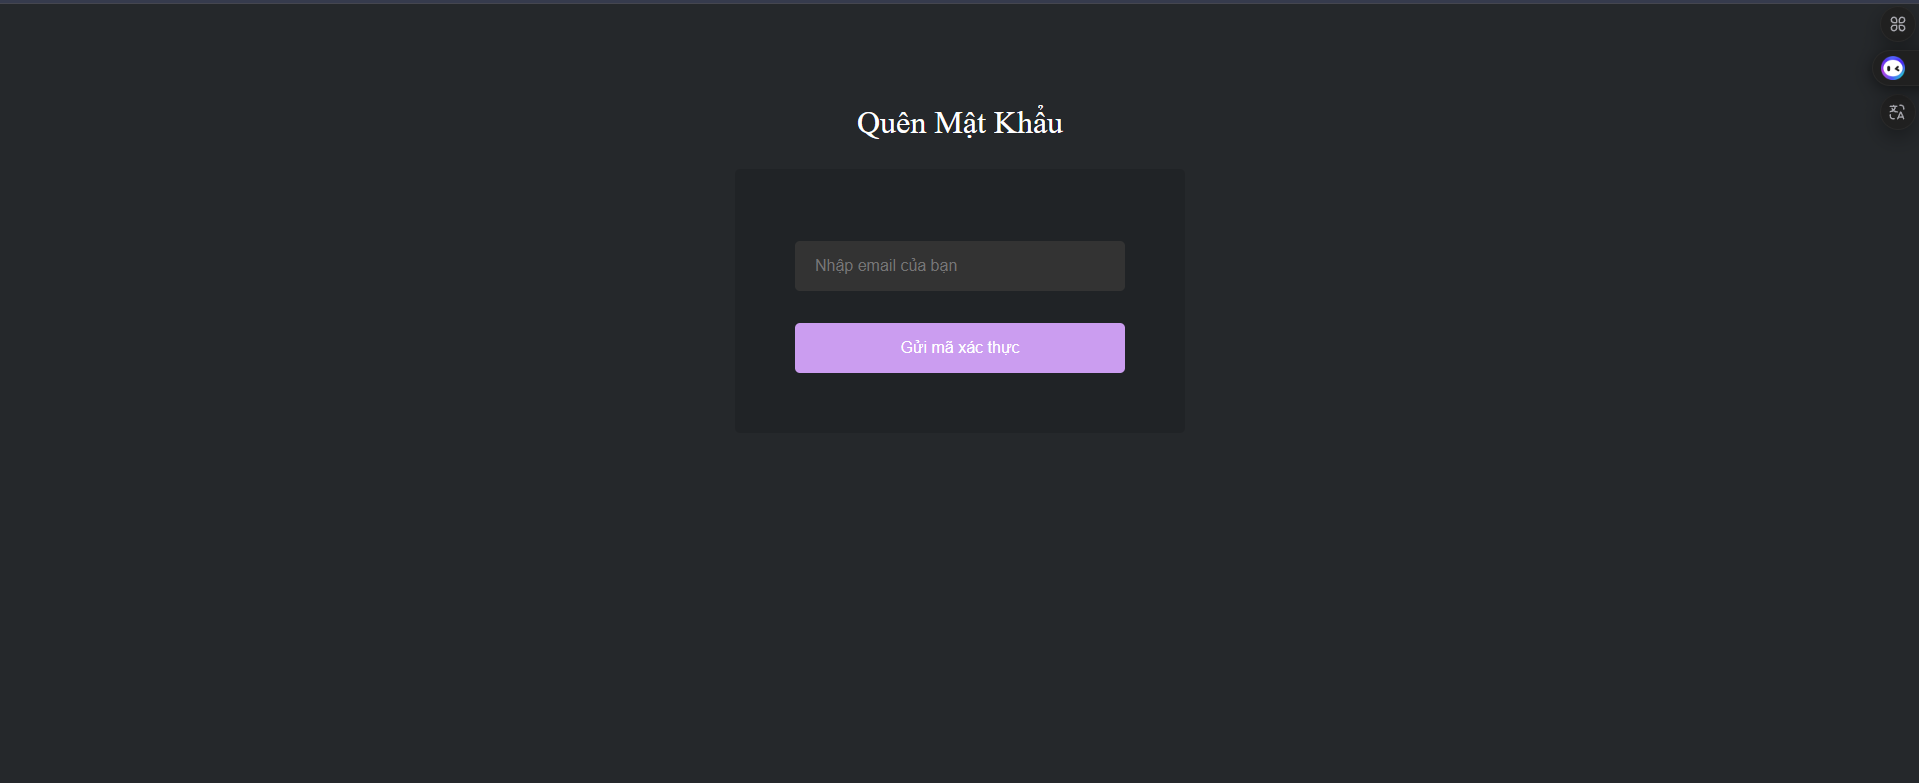 Quên Mật Khẩu
Nhập email của bạn
Gửi mã xác thực